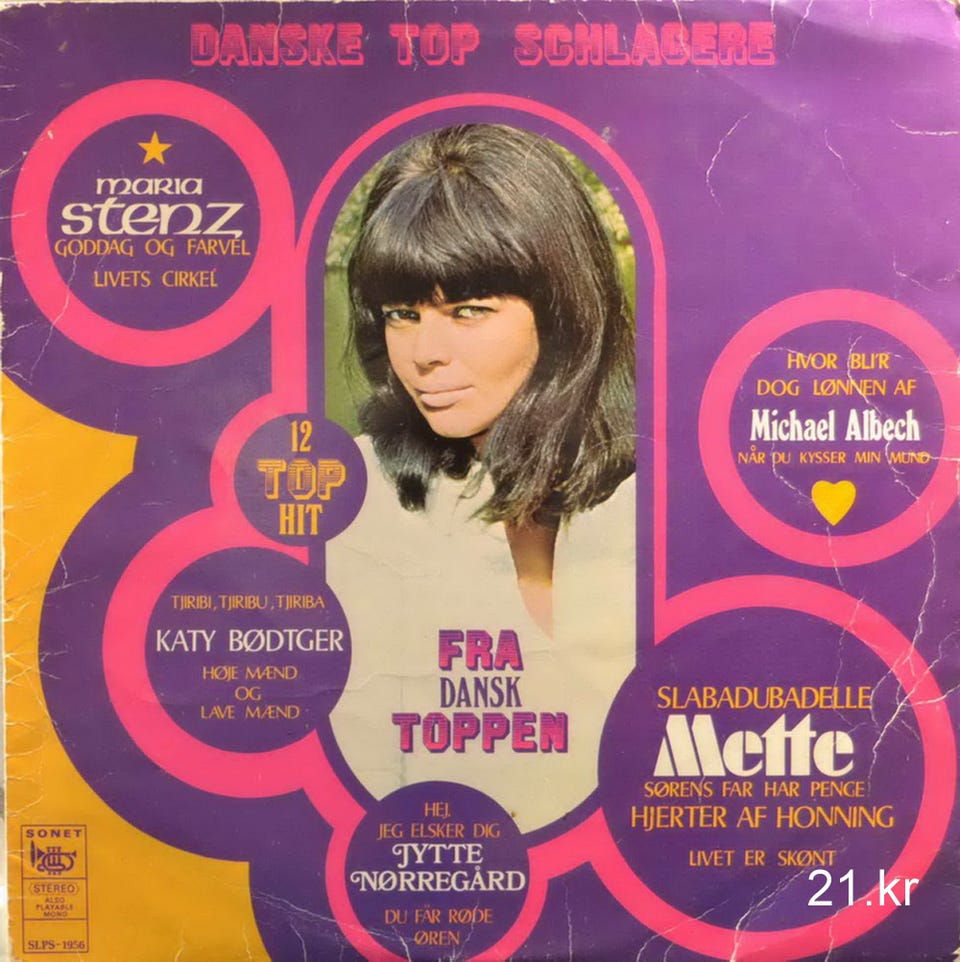 DANSKE TOP SCHLAGERE
MARIA
STENZ
GODDAG OG FARVEL
LIVETS CIRKEL
HVOR BLI'R
DOG LØNNEN AF
Michael Albech
NÅR DU KYSSER MIN MUND
12
TOP
HIT
TJIRIBI, TJIRIBU, TJIRIBA
KATY BØDTGER
HØJE MÆND
OG
LAVE MÆND
FRA
DANSK
TOPPEN
SLABADUBADELLE
Mette
SØRENS FAR HAR PENGE
HJERTER AF HONNING
LIVET ER SKØNT
HEJ,
JEG ELSKER DIG
JYTTE
NØRREGÅRD
DU FÅR RØDE
ØREN
SONET
STEREO
ALSO
PLAYABLE
MONO
SLPS-1956
21.kr